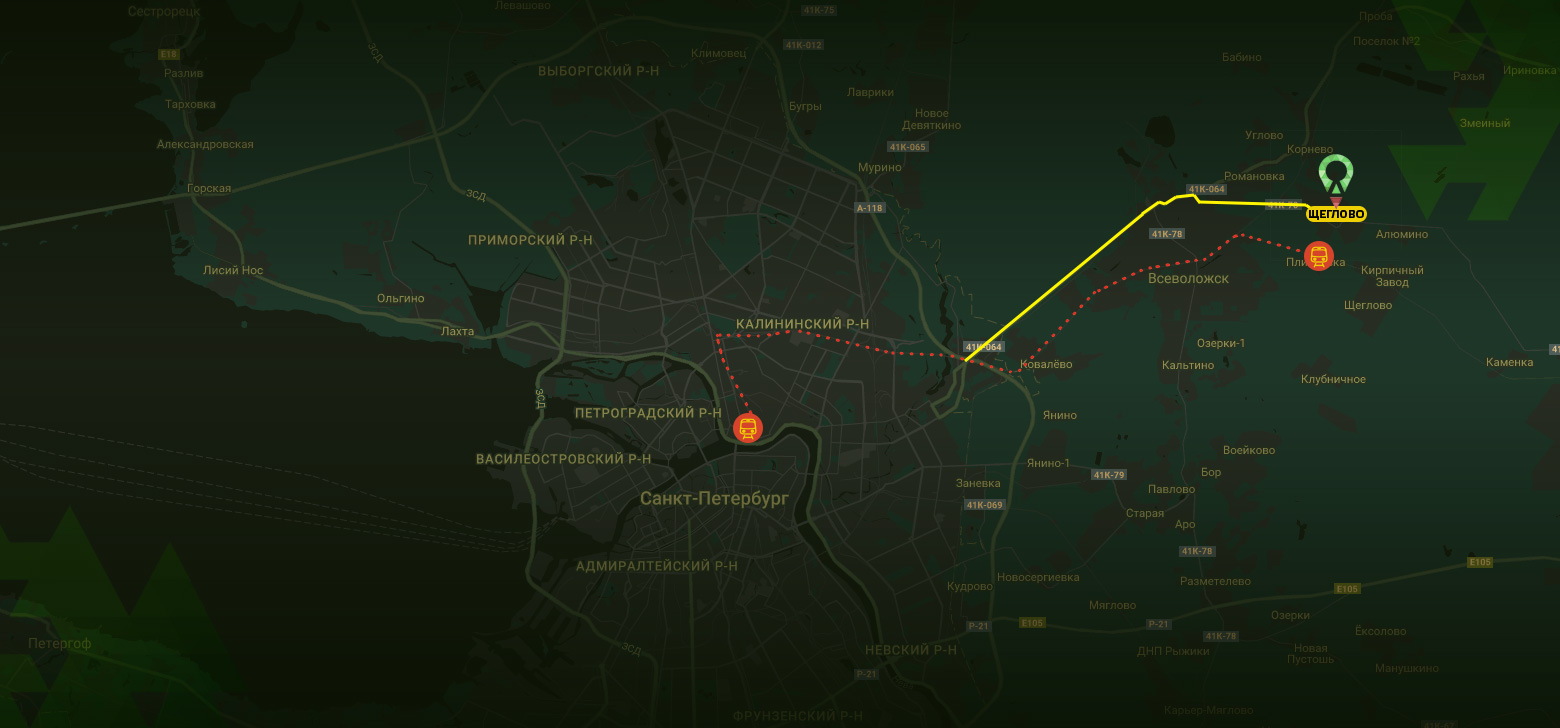 Сестрорецк
Левашово
41К-75
Проба
Поселок №2
41К-012
Климовец
ЗСД
E18
Бабино
Разлив
ВЫБОРГСКИЙ Р-Н
Рахья
Ириновка
Лаврики
Тарховка
Бугры
Новое
Девяткино
Змеиный
Углово
Александровская
41К-065
Корнево
Мурино
Романовка
Горская
ЗСД
41К-064
А-118
41К-78
ЩЕГЛОВО
41К-78
Алюмино
ПРИМОРСКИЙ Р-Н
Лисий Нос
Кирпичный
Завод
Всеволожск
Ольгино
Щеглово
КАЛИНИНСКИЙ Р-Н
Лахта
41К-064
Озерки-1
Ковалёво
Кальтино
Каменка
Клубничное
ЗСД
ПЕТРОГРАДСКИЙ Р-Н
Янино
ВАСИЛЕОСТРОВСКИЙ Р-Н
Воейково
Янино-1
41К-79
Бор
Заневка
Павлово
Санкт-Петербург
41К-069
Старая
Аро
41К-78
АДМИРАЛТЕЙСКИЙ Р-Н
E105
Новосергиевка
Кудрово
Разметелево
E105
Мяглово
Озерки
Р-21
E105
Р-21
41К-78
Ёксолово
Петергоф
ЗСД
НЕВСКИЙ Р-Н
ДНП Рыжики
Новая
Пустошь
Манушкино
Р-21
Карьер-Мяглово
ФРУНЗЕНСКИЙ Р-Н